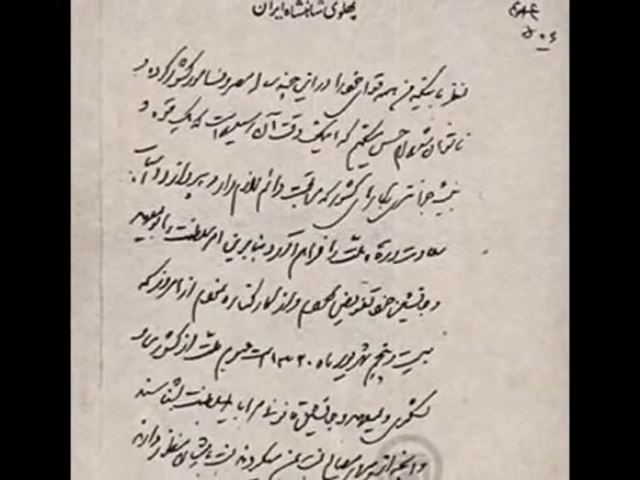 پهلوی شاهنشاه ایران
نظر باینکه من همه قوای خود را در این چند ساله مصروف امور کشور کرده و
ناتوان شده‌ام حس میکنم که اینک وقت آن رسیده است که یک قوه و
بنیه جوانتری بکارهای کشور که مراقبت دائم لازم دارد بپردازد و اسباب
سعادت و رفاه ملت را فراهم آورد بنابراین امور سلطنت را بولیعهد
و جانشین خود تفویض کردم و از کار کناره نمودم از امروز که
بیست و پنجم شهریور ماه ۱۳۲۰ است عموم ملت از کشوری و
لشکری ولیعهد و جانشین قانونی مرا باید بسلطنت بشناسند
و آنچه از پیروی مصالح نسبت بمن میکردند نسبت بایشان منظور دارند